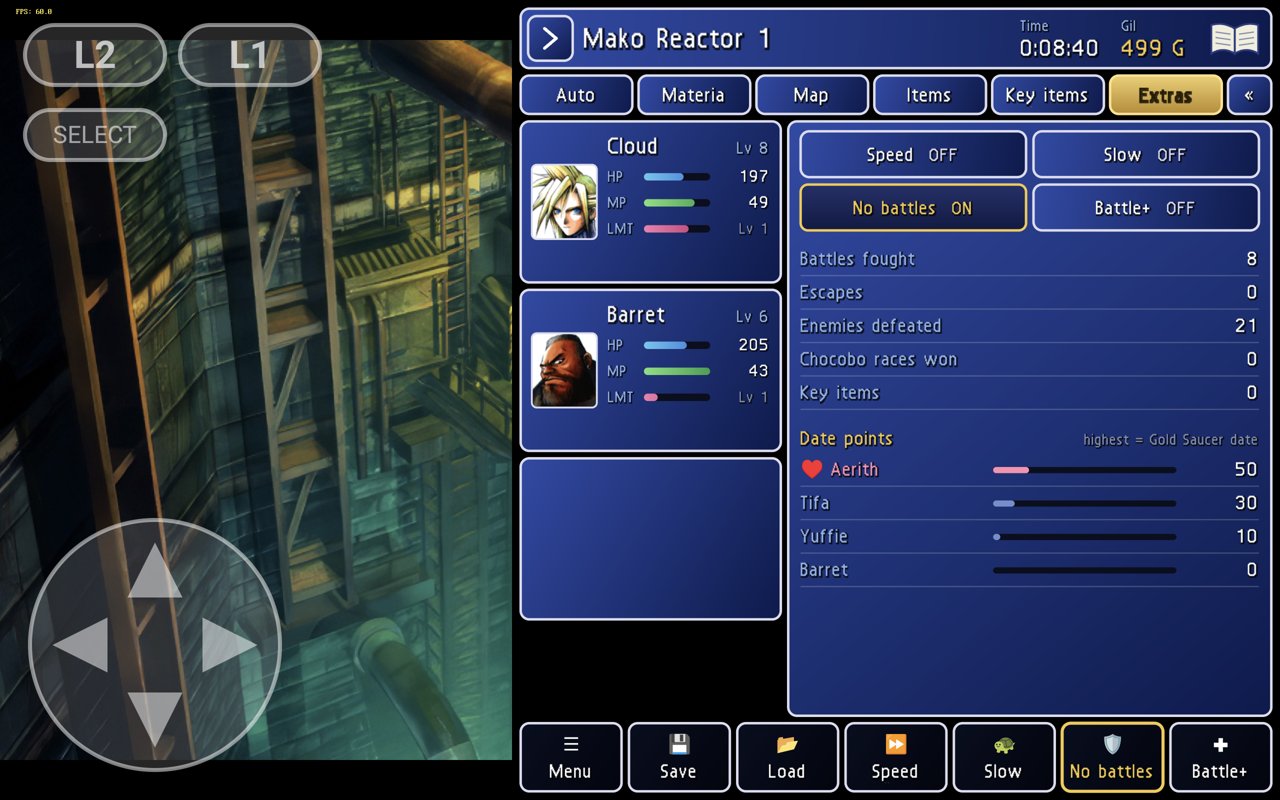 FPS: 60.0
L2
L1
SELECT
Mako Reactor 1
Time
0:08:40
Gil
499 G
Auto
Materia
Map
Items
Key items
Extras
«
Cloud
Lv 8
HP
197
MP
49
LMT
Lv 1
Barret
Lv 6
HP
205
MP
43
LMT
Lv 1
Speed OFF
Slow OFF
No battles ON
Battle+ OFF
Battles fought 8
Escapes 0
Enemies defeated 21
Chocobo races won 0
Key items 0
Date points highest = Gold Saucer date
Aerith 50
Tifa 30
Yuffie 10
Barret 0
Menu
Save
Load
Speed
Slow
No battles
Battle+